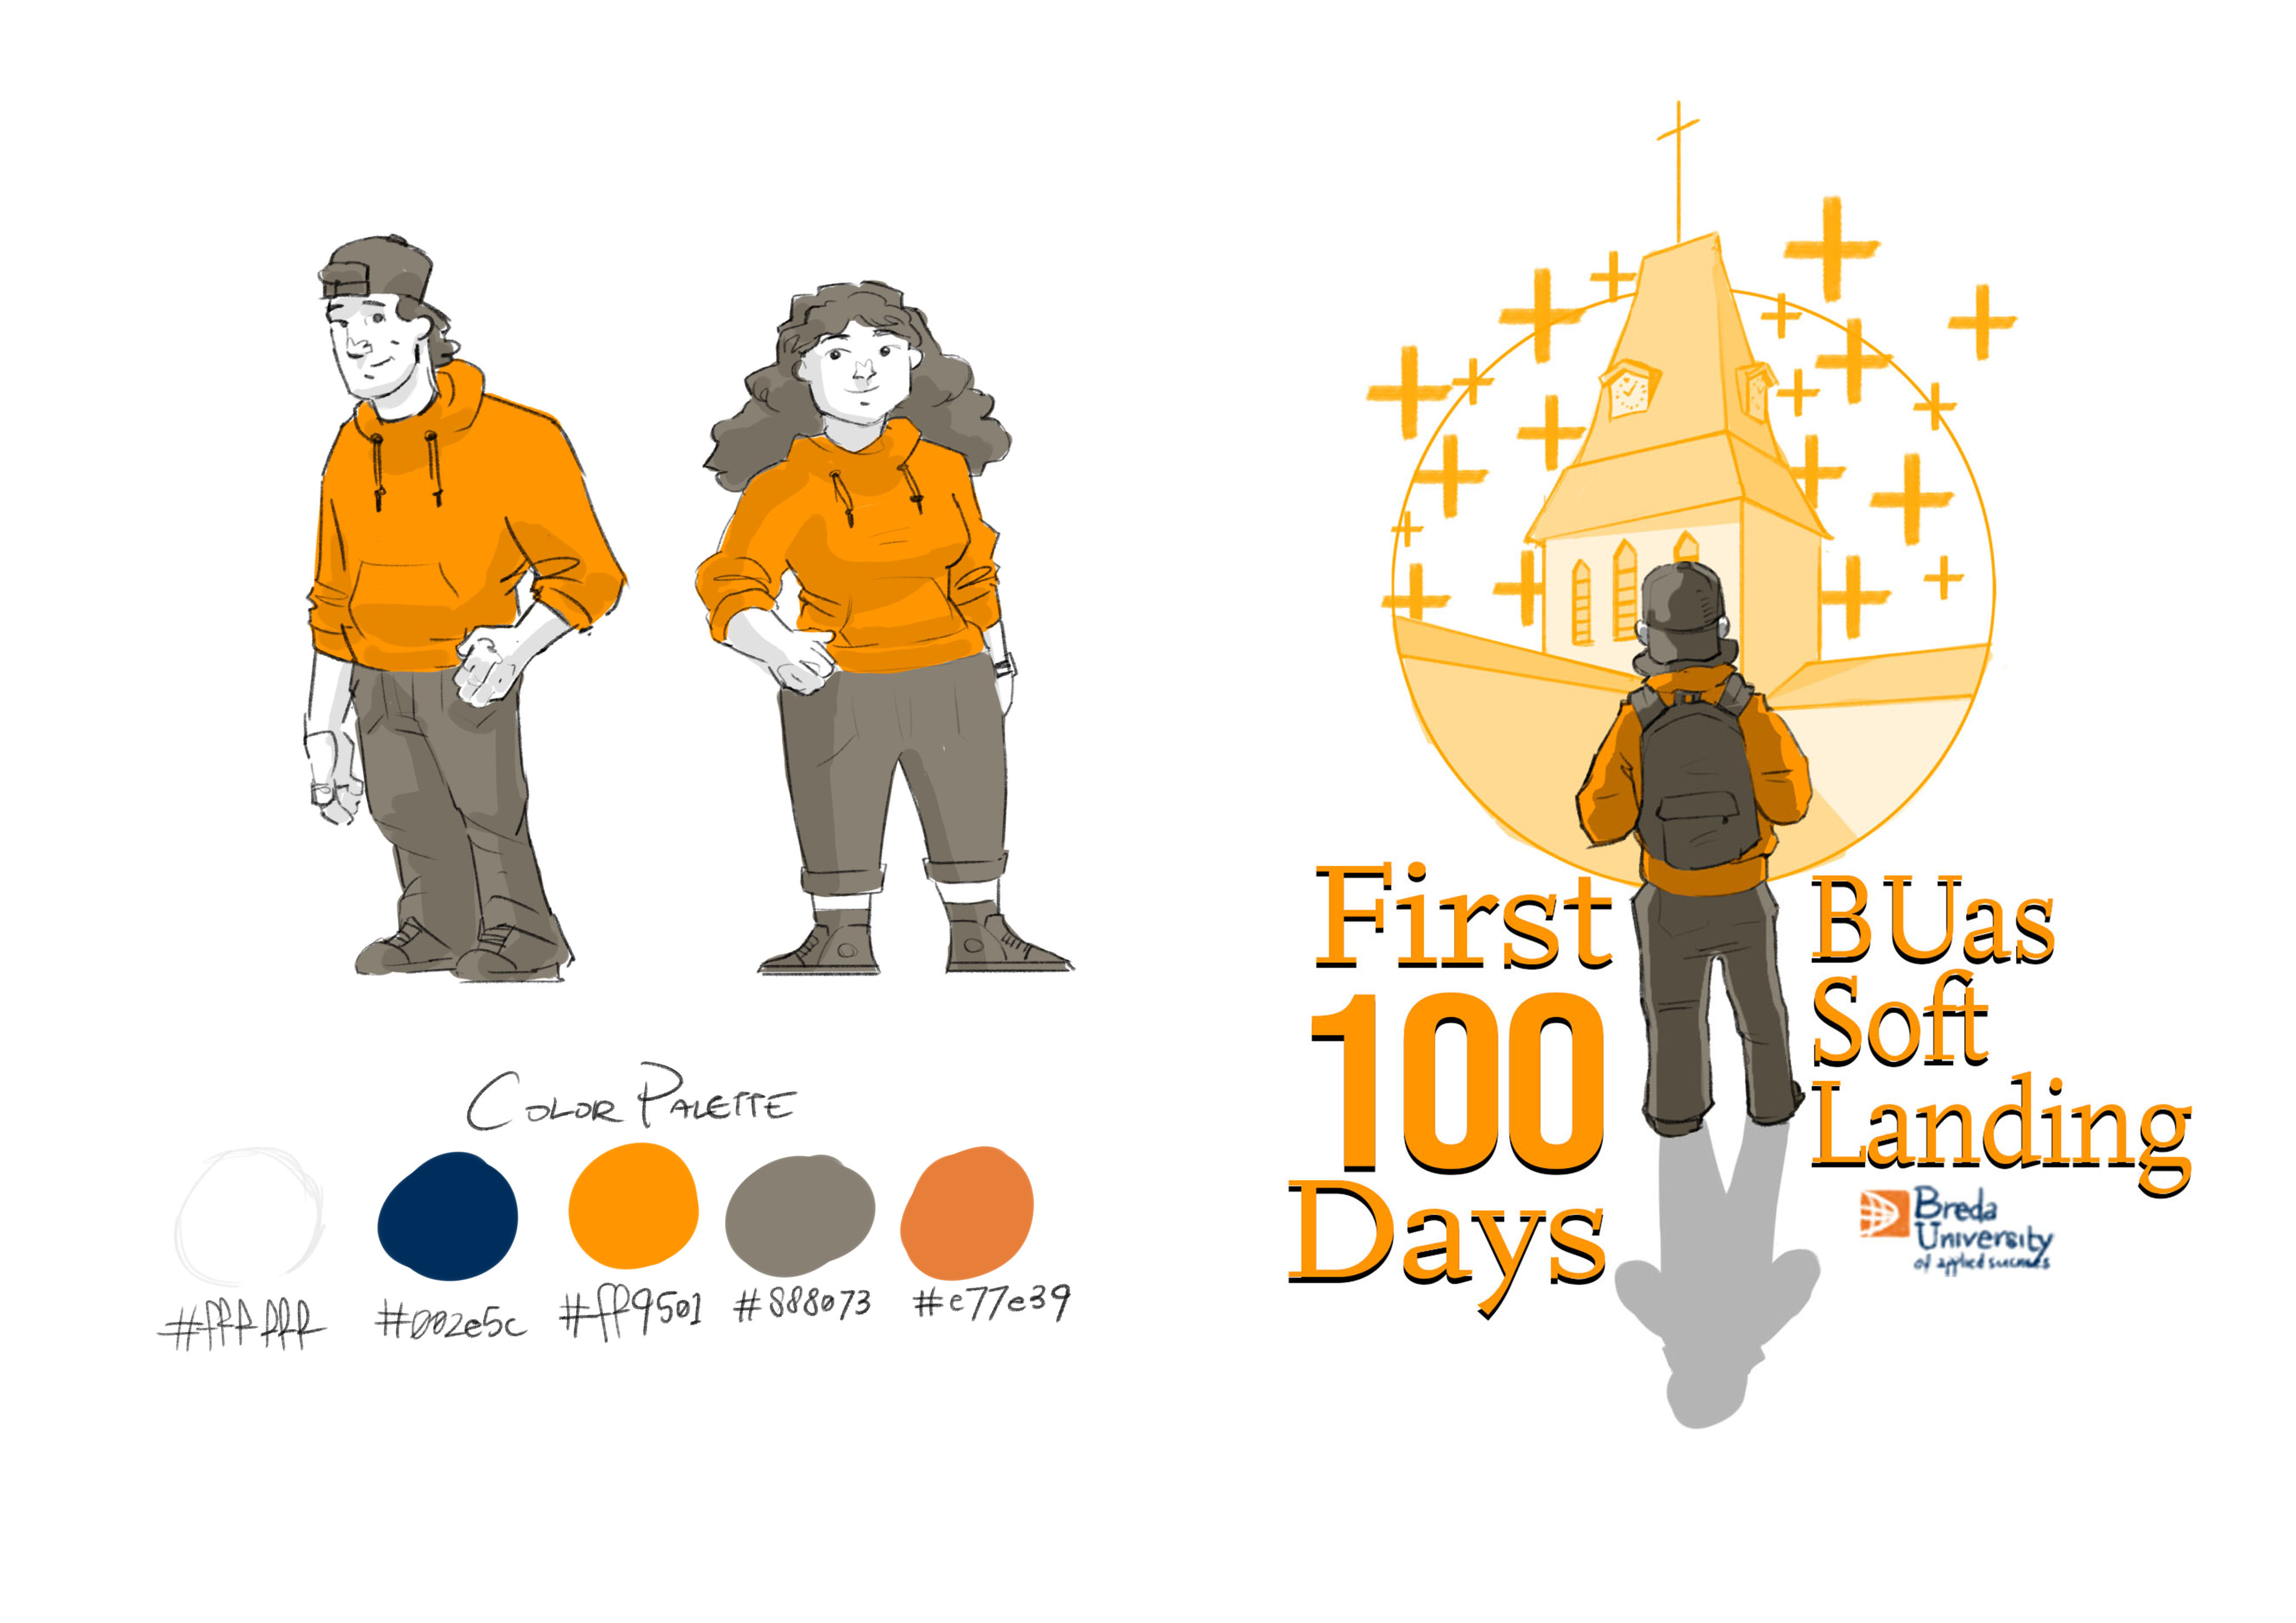 COLOR PALETTE
#ffffff
#002e5c
#ff9501
#888073
#e77e39
First
100
Days
BUas
Soft
Landing
Breda
University
of applied sciences